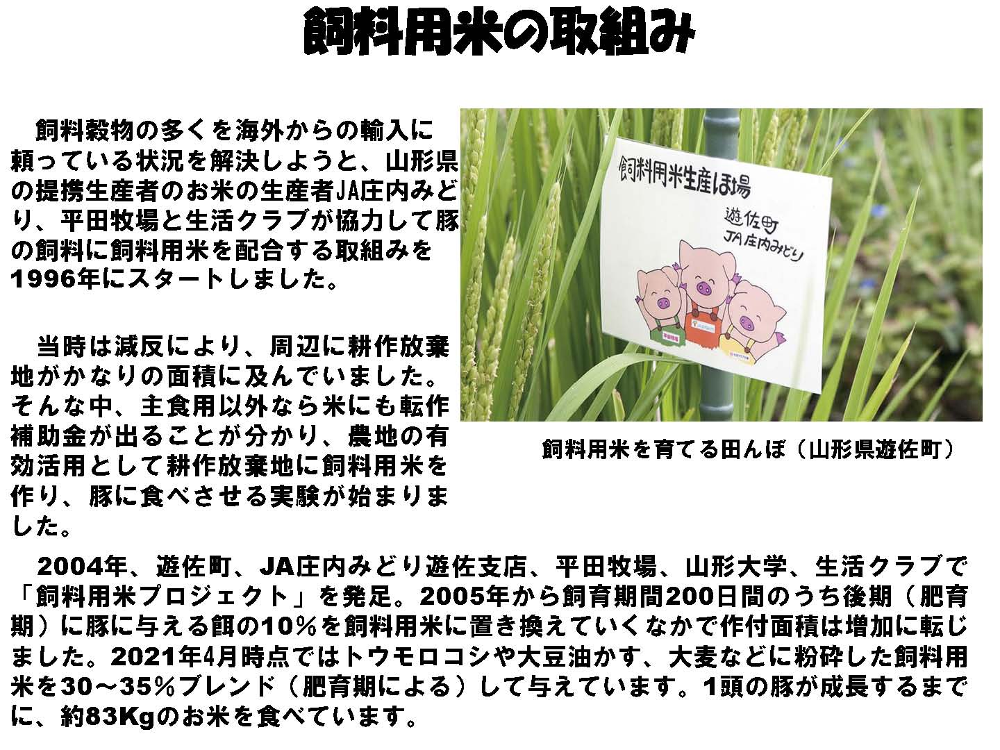 飼料用米の取組み
飼料穀物の多くを海外からの輸入に
頼っている状況を解決しようと、山形県
の提携生産者のお米の生産者JA庄内みど
り、平田牧場と生活クラブが協力して豚
の飼料に飼料用米を配合する取組みを
1996年にスタートしました。
当時は減反により、周辺に耕作放棄
地がかなりの面積に及んでいました。
そんな中、主食用以外なら米にも転作
補助金が出ることが分かり、農地の有
効活用として耕作放棄地に飼料用米を
作り、豚に食べさせる実験が始まりま
した。
飼料用米生産ほ場
遊佐町
JA庄内みどり
平田牧場
飼料用米を育てる田んぼ（山形県遊佐町）
2004年、遊佐町、JA庄内みどり遊佐支店、平田牧場、山形大学、生活クラブで
「飼料用米プロジェクト」を発足。2005年から飼育期間200日間のうち後期（肥育
期）に豚に与える餌の10％を飼料用米に置き換えていくなかで作付面積は増加に転じ
ました。2021年4月時点ではトウモロコシや大豆油かす、大麦などに粉砕した飼料用
米を30～35％ブレンド（肥育期による）して与えています。1頭の豚が成長するまで
に、約83Kgのお米を食べています。